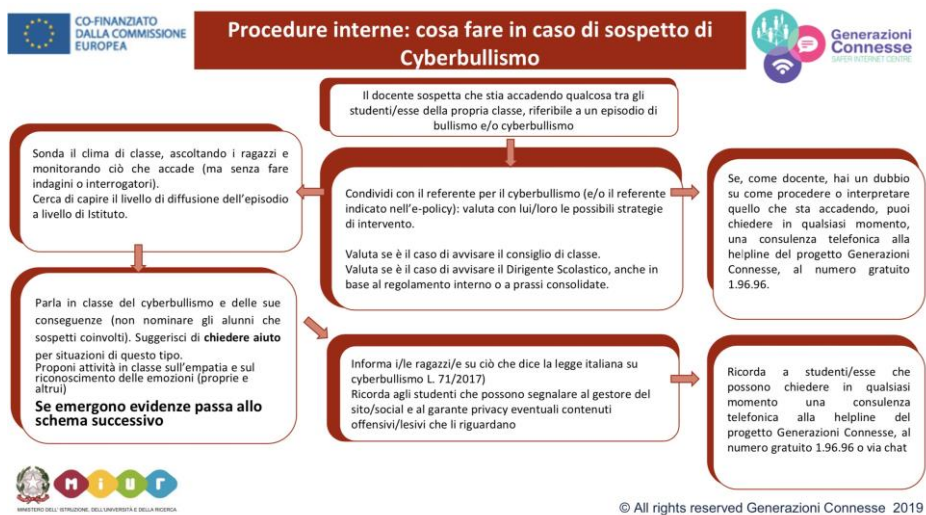 CO-FINANZIATO
DALLA COMMISSIONE
EUROPEA
Procedure interne: cosa fare in caso di sospetto di
Cyberbullismo
Generazioni
Connesse
SAFER INTERNET CENTRE
Il docente sospetta che stia accadendo qualcosa tra gli
studenti/esse della propria classe, riferibile a un episodio di
bullismo e/o cyberbullismo
Sonda il clima di classe, ascoltando i ragazzi e
monitorando ciò che accade (ma senza fare
indagini o interrogatori).
Cerca di capire il livello di diffusione dell’episodio
a livello di Istituto.
Condividi con il referente per il cyberbullismo (e/o il referente
indicato nell’e-policy): valuta con lui/loro le possibili strategie
di intervento.
Valuta se è il caso di avvisare il consiglio di classe.
Valuta se è il caso di avvisare il Dirigente Scolastico, anche in
base al regolamento interno o a prassi consolidate.
Se, come docente, hai un dubbio
su come procedere o interpretare
quello che sta accadendo, puoi
chiedere in qualsiasi momento,
una consulenza telefonica alla
helpline del progetto Generazioni
Connesse, al numero gratuito
1.96.96.
Parla in classe del cyberbullismo e delle sue
conseguenze (non nominare gli alunni che
sospetti coinvolti). Suggerisci di chiedere aiuto
per situazioni di questo tipo.
Proponi attività in classe sull’empatia e sul
riconoscimento delle emozioni (proprie e
altrui)
Se emergono evidenze passa allo
schema successivo
Informa i/le ragazzi/e su ciò che dice la legge italiana su
cyberbullismo L. 71/2017)
Ricorda agli studenti che possono segnalare al gestore del
sito/social e al garante privacy eventuali contenuti
offensivi/lesivi che li riguardano
Ricorda a studenti/esse che
possono chiedere in qualsiasi
momento una consulenza
telefonica alla helpline del
progetto Generazioni Connesse, al
numero gratuito 1.96.96 o via chat
MIUR
MINISTERO DELL’ISTRUZIONE, DELL’UNIVERSITÀ E DELLA RICERCA
© All rights reserved Generazioni Connesse 2019